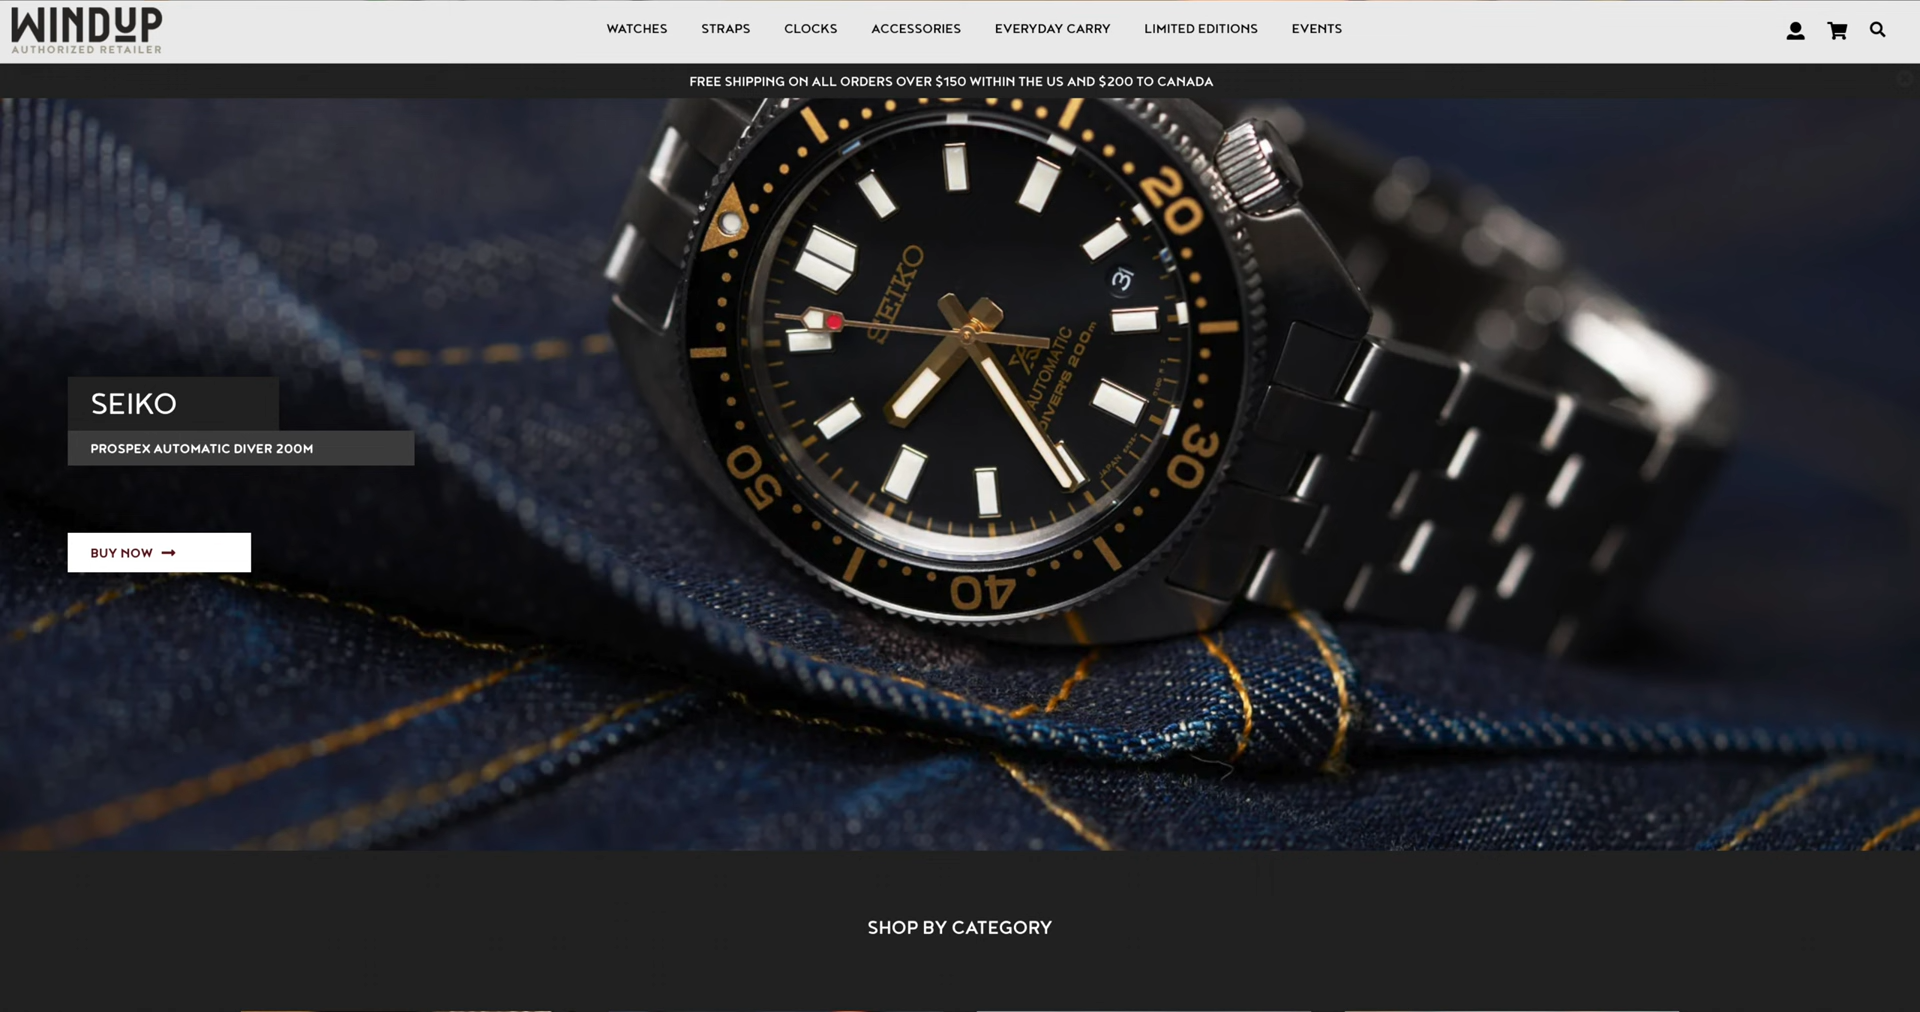 WINDUP
AUTHORIZED RETAILER
WATCHES STRAPS CLOCKS ACCESSORIES EVERYDAY CARRY LIMITED EDITIONS EVENTS
FREE SHIPPING ON ALL ORDERS OVER $150 WITHIN THE US AND $200 TO CANADA
20
31
SEIKO
AUTOMATIC
DIVER'S 200m
30
50
40
SEIKO
PROSPEX AUTOMATIC DIVER 200M
BUY NOW
SHOP BY CATEGORY